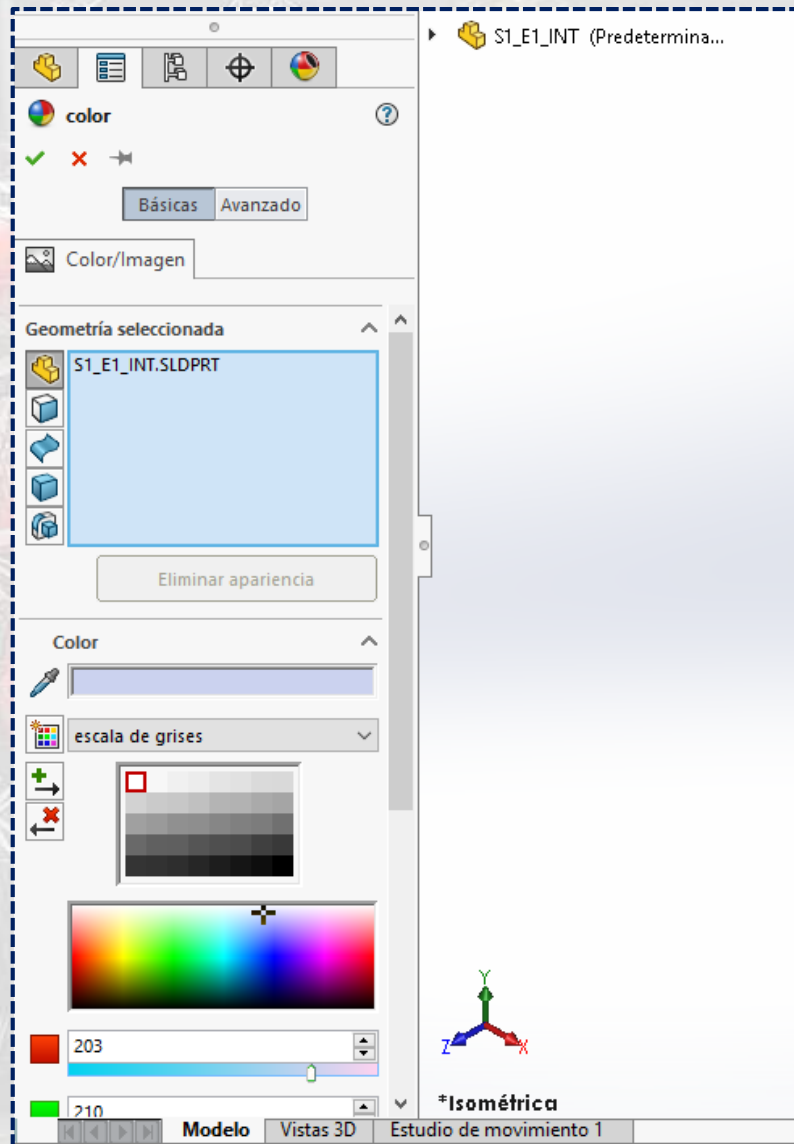 S1_E1_INT (Predetermina...
color
Básicas Avanzado
Color/Imagen
Geometría seleccionada
S1_E1_INT.SLDPRT
Eliminar apariencia
Color
escala de grises
203
210
Y
Z X
*Isométrica
Modelo Vistas 3D Estudio de movimiento 1